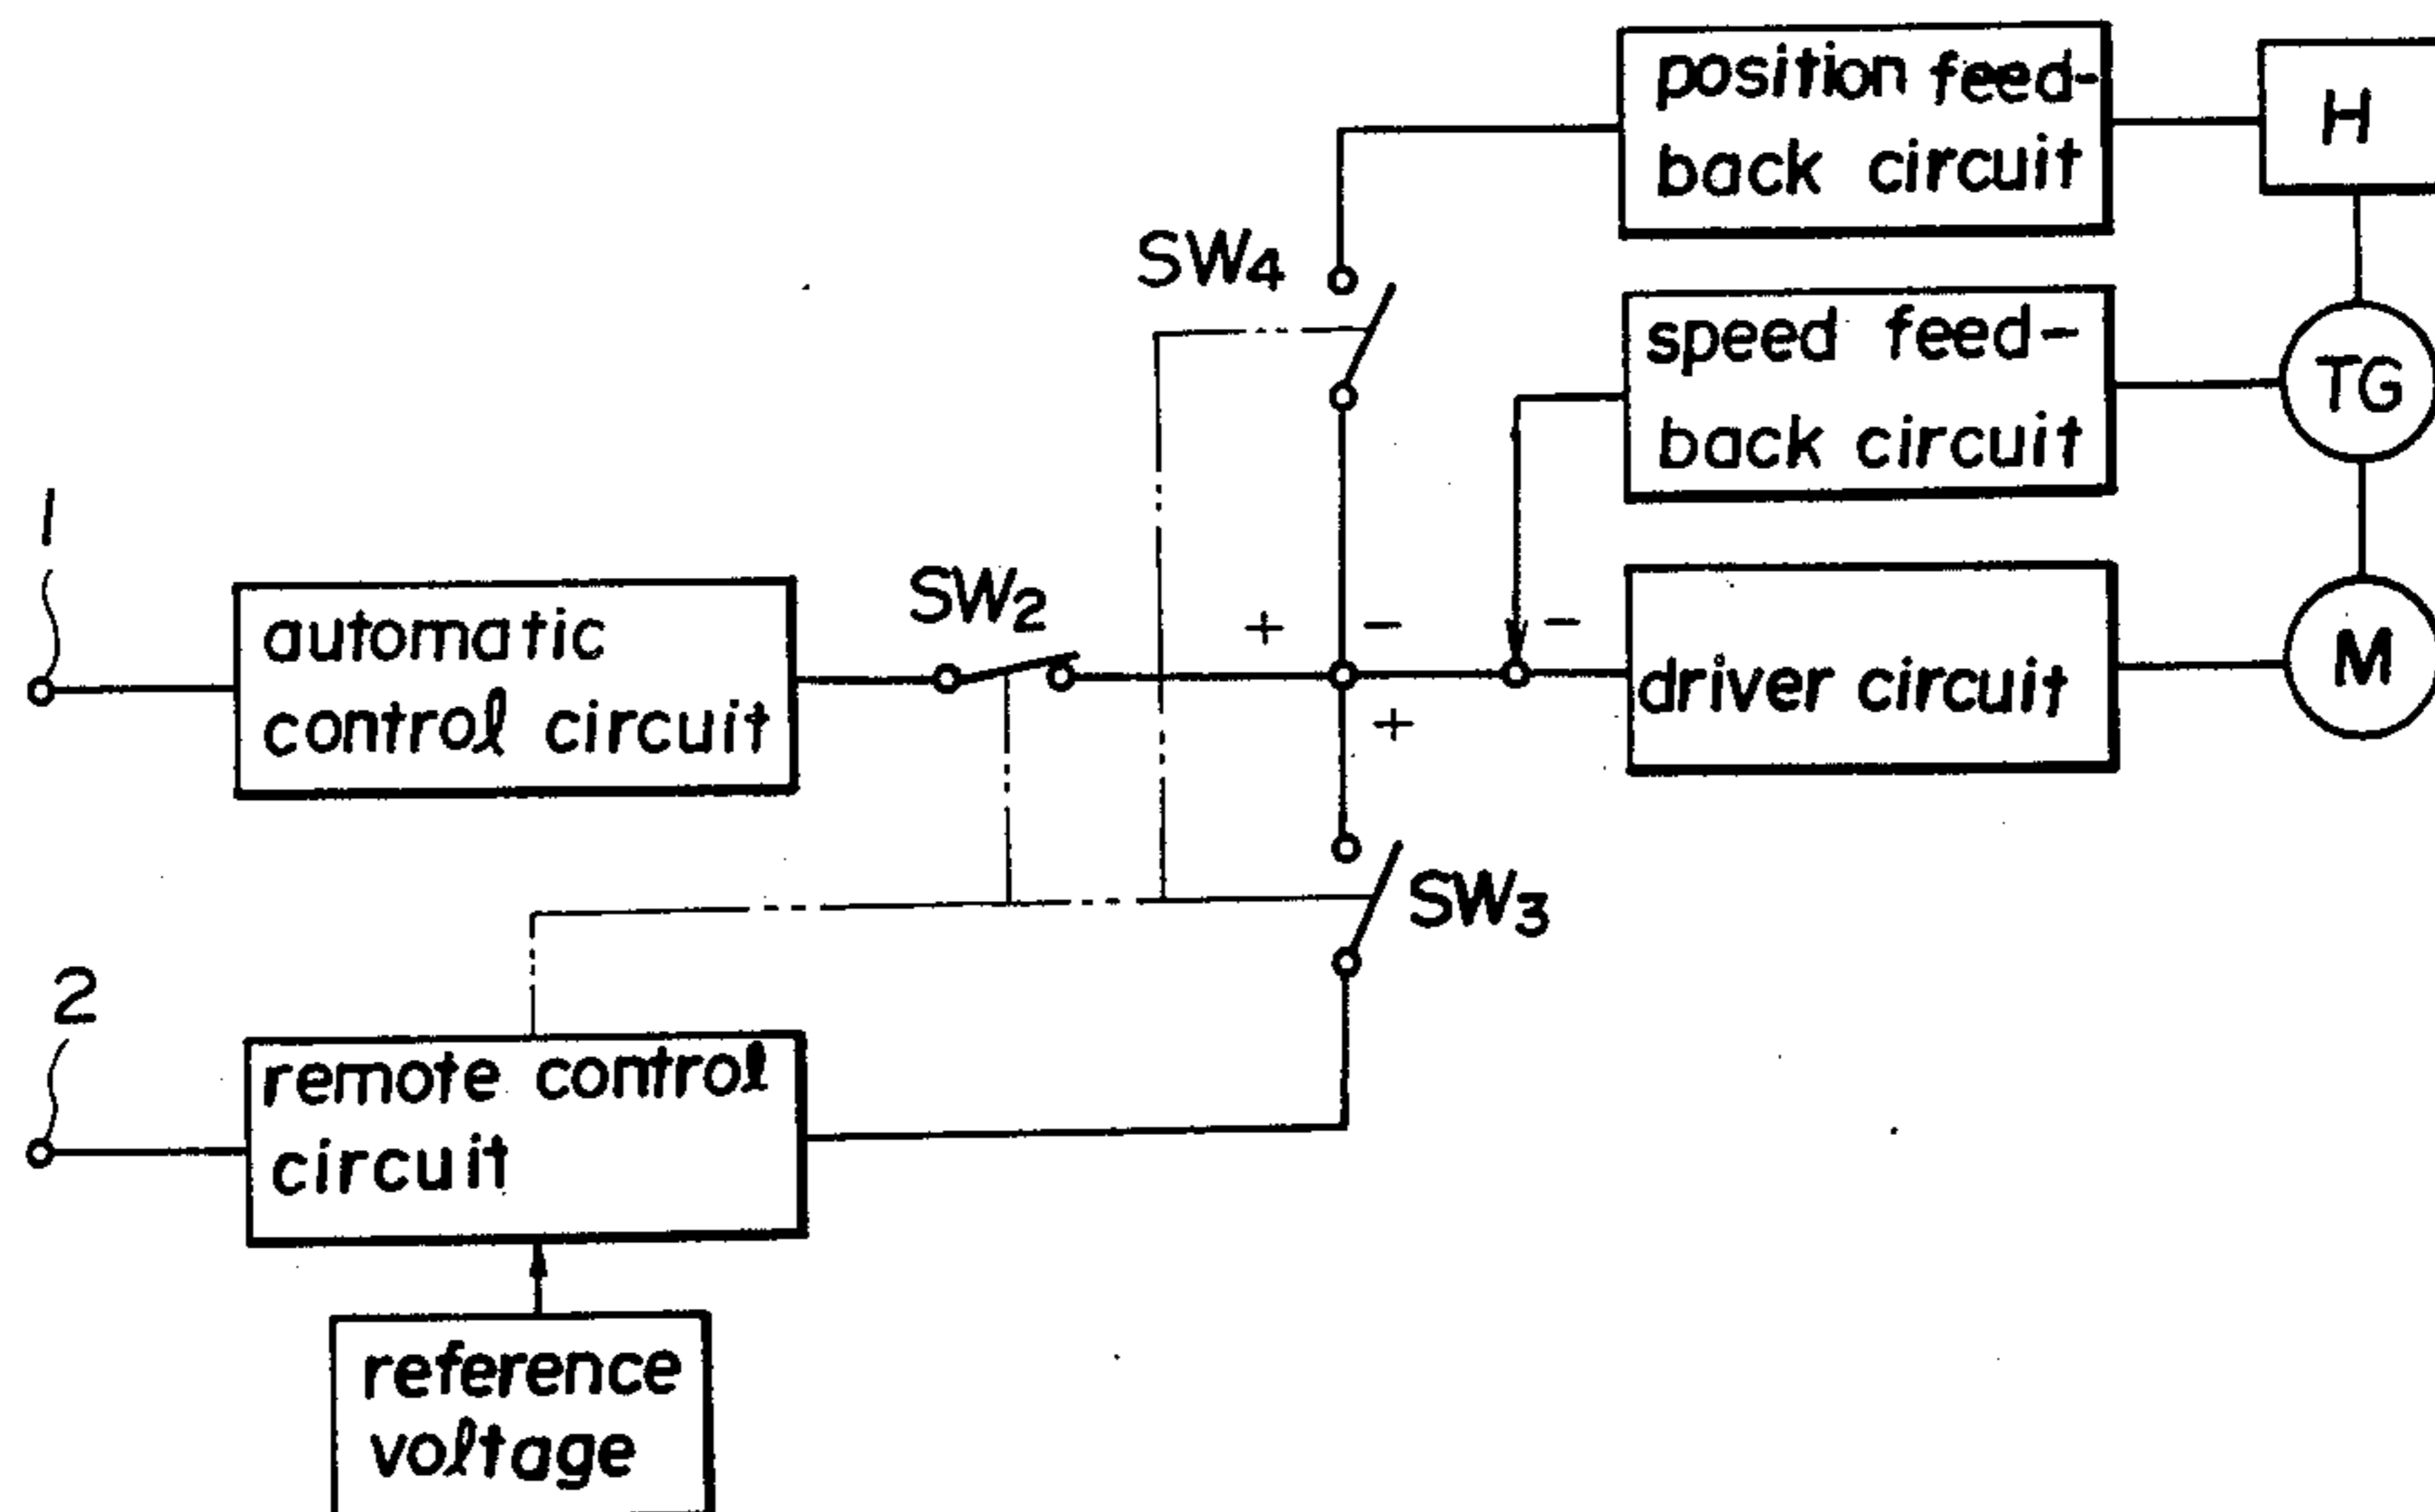 position feed-
back circuit
H
SW4
speed feed-
back circuit
TG
1
automatic
control circuit
SW2
+
-
-
driver circuit
M
+
SW3
2
remote control
circuit
reference
voltage